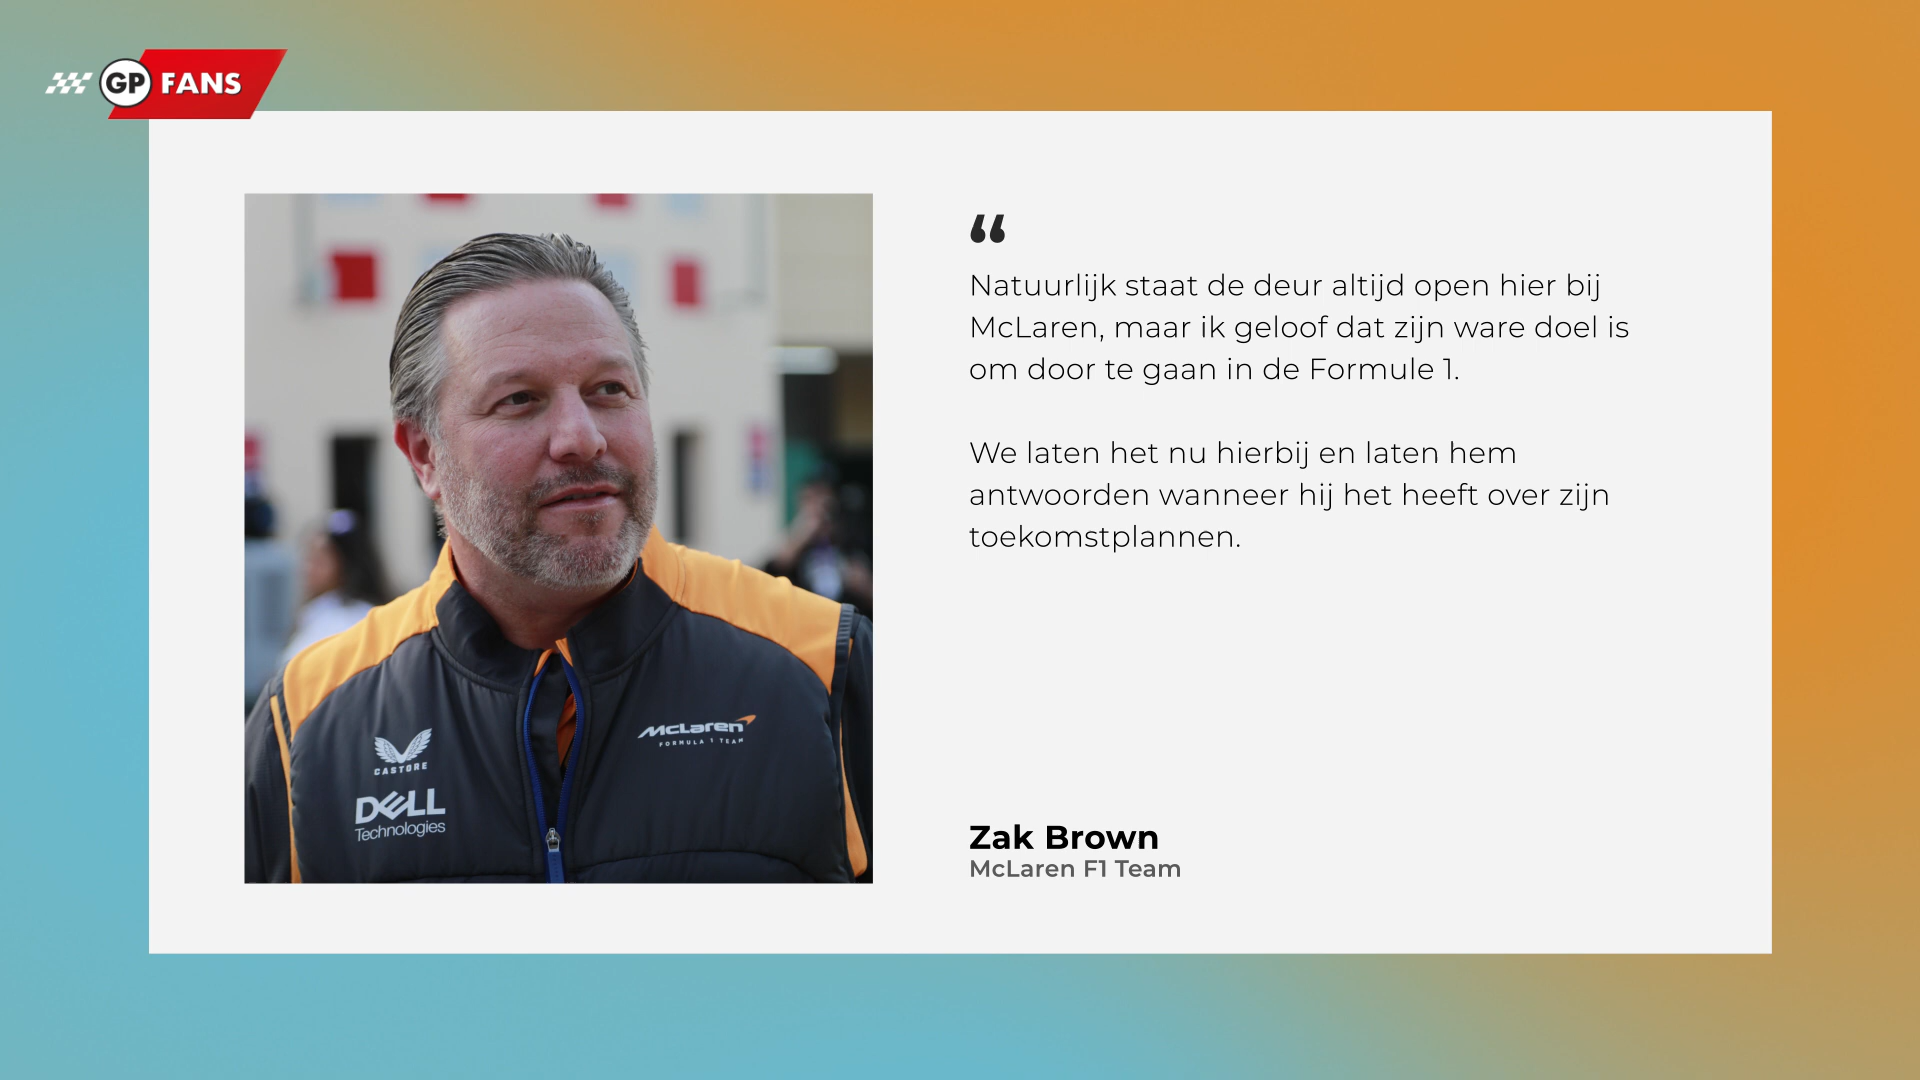 GP FANS
“
Natuurlijk staat de deur altijd open hier bij
McLaren, maar ik geloof dat zijn ware doel is
om door te gaan in de Formule 1.
We laten het nu hierbij en laten hem
antwoorden wanneer hij het heeft over zijn
toekomstplannen.
McLaren
FORMULA 1 TEAM
CASTORE
DELL
Technologies
Zak Brown
McLaren F1 Team